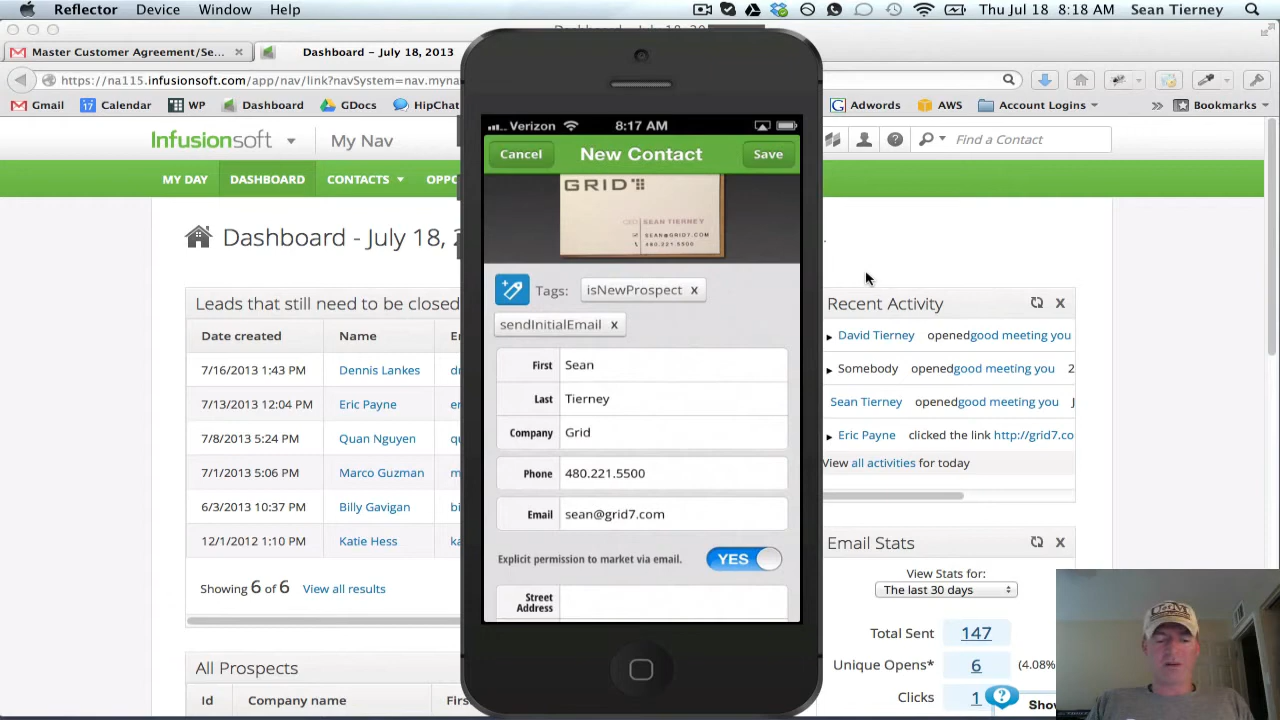 Reflector Device Window Help Thu Jul 18 8:18 AM Sean Tierney
Master Customer Agreement/Se... Dashboard – July 18, 2013
https://na115.infusionsoft.com/app/nav/link?navSystem=nav.myna
Gmail Calendar WP Dashboard GDocs HipChat Adwords AWS Account Logins Bookmarks
Infusionsoft My Nav Find a Contact
MY DAY DASHBOARD CONTACTS
Dashboard - July 18, 2
Leads that still need to be closed
Date created Name
7/16/2013 1:43 PM Dennis Lankes
7/13/2013 12:04 PM Eric Payne
7/8/2013 5:24 PM Quan Nguyen
7/1/2013 5:06 PM Marco Guzman
6/3/2013 10:37 PM Billy Gavigan
12/1/2012 1:10 PM Katie Hess
Showing 6 of 6 View all results
All Prospects
Id Company name
Verizon 8:17 AM
Cancel New Contact Save
GRID7
CEO SEAN TIERNEY
SEAN@GRID7.COM
480.221.5500
Tags: isNewProspect x
sendInitialEmail x
First Sean
Last Tierney
Company Grid
Phone 480.221.5500
Email sean@grid7.com
Explicit permission to market via email. YES
Street
Address
Recent Activity
David Tierney opened good meeting you
Somebody opened good meeting you 2
Sean Tierney opened good meeting you
Eric Payne clicked the link http://grid7.co
View all activities for today
Email Stats
View Stats for:
The last 30 days
Total Sent 147
Unique Opens* 6 (4.08%
Clicks 1
Show